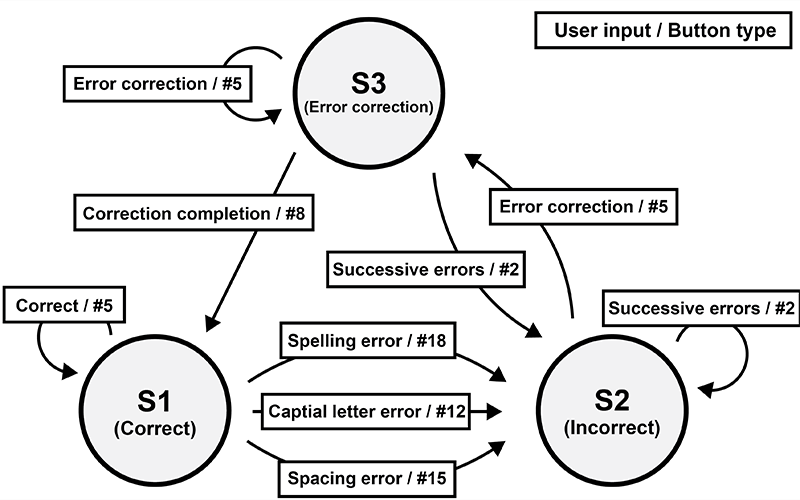 User input / Button type
S3
(Error correction)
Error correction / #5
Correction completion / #8
Error correction / #5
Successive errors / #2
Correct / #5
Successive errors / #2
Spelling error / #18
S1
(Correct)
Captial letter error / #12
S2
(Incorrect)
Spacing error / #15